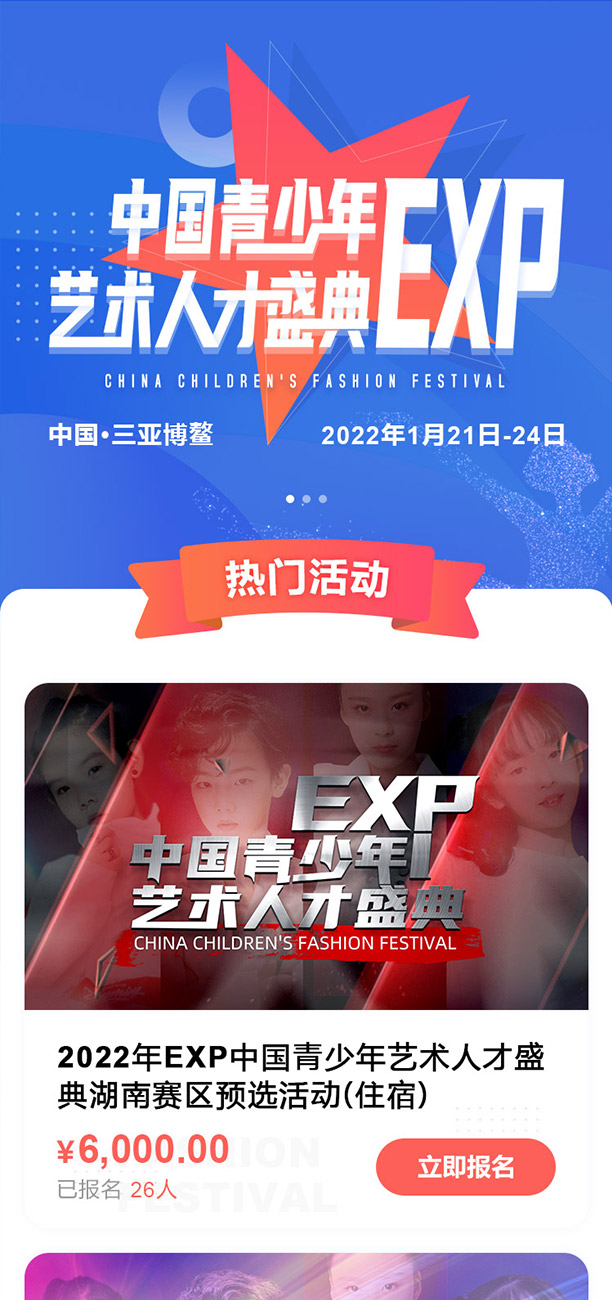 中国青少年EXP
艺术人才盛典
CHINA CHILDREN'S FASHION FESTIVAL
中国·三亚博鳌
2022年1月21日-24日
热门活动
EXP
中国青少年
艺术人才盛典
CHINA CHILDREN'S FASHION FESTIVAL
2022年EXP中国青少年艺术人才盛
典湖南赛区预选活动(住宿)
¥6,000.00
立即报名
已报名 26人
FESTIVAL